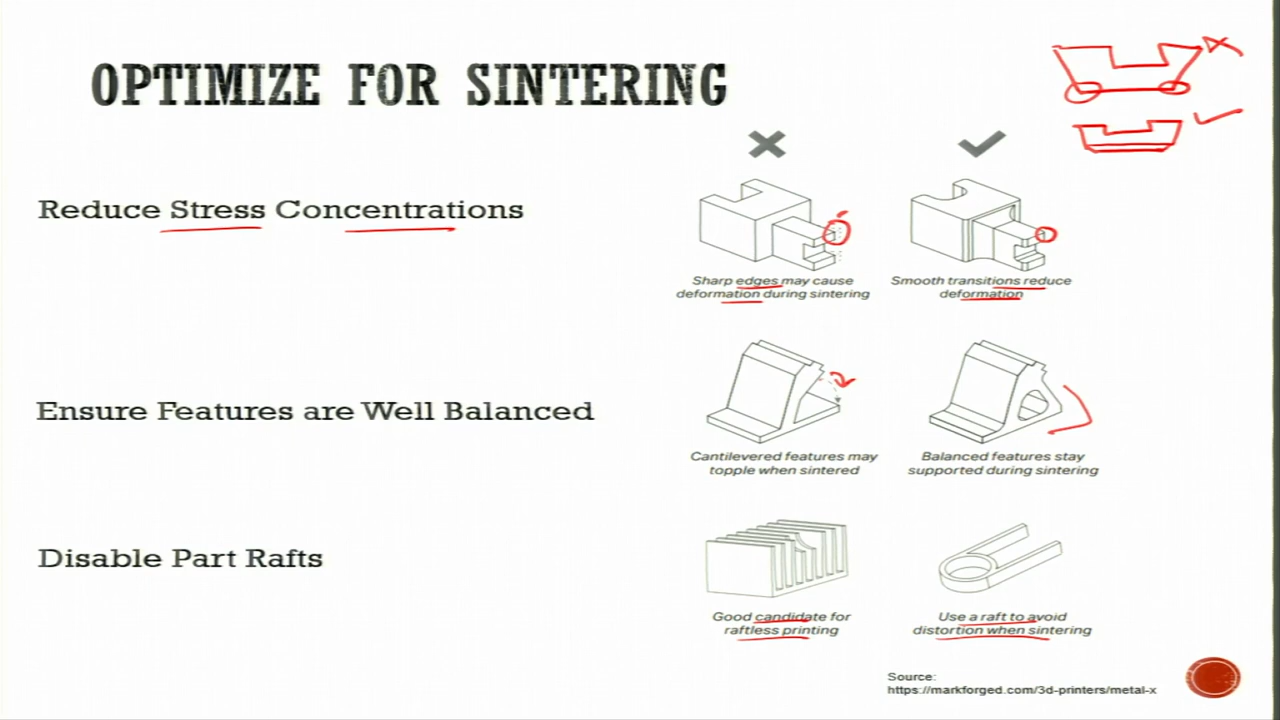 OPTIMIZE FOR SINTERING
Reduce Stress Concentrations
Sharp edges may cause
deformation during sintering
Smooth transitions reduce
deformation
Ensure Features are Well Balanced
Cantilevered features may
topple when sintered
Balanced features stay
supported during sintering
Disable Part Rafts
Good candidate for
raftless printing
Use a raft to avoid
distortion when sintering
Source:
https://markforged.com/3d-printers/metal-x